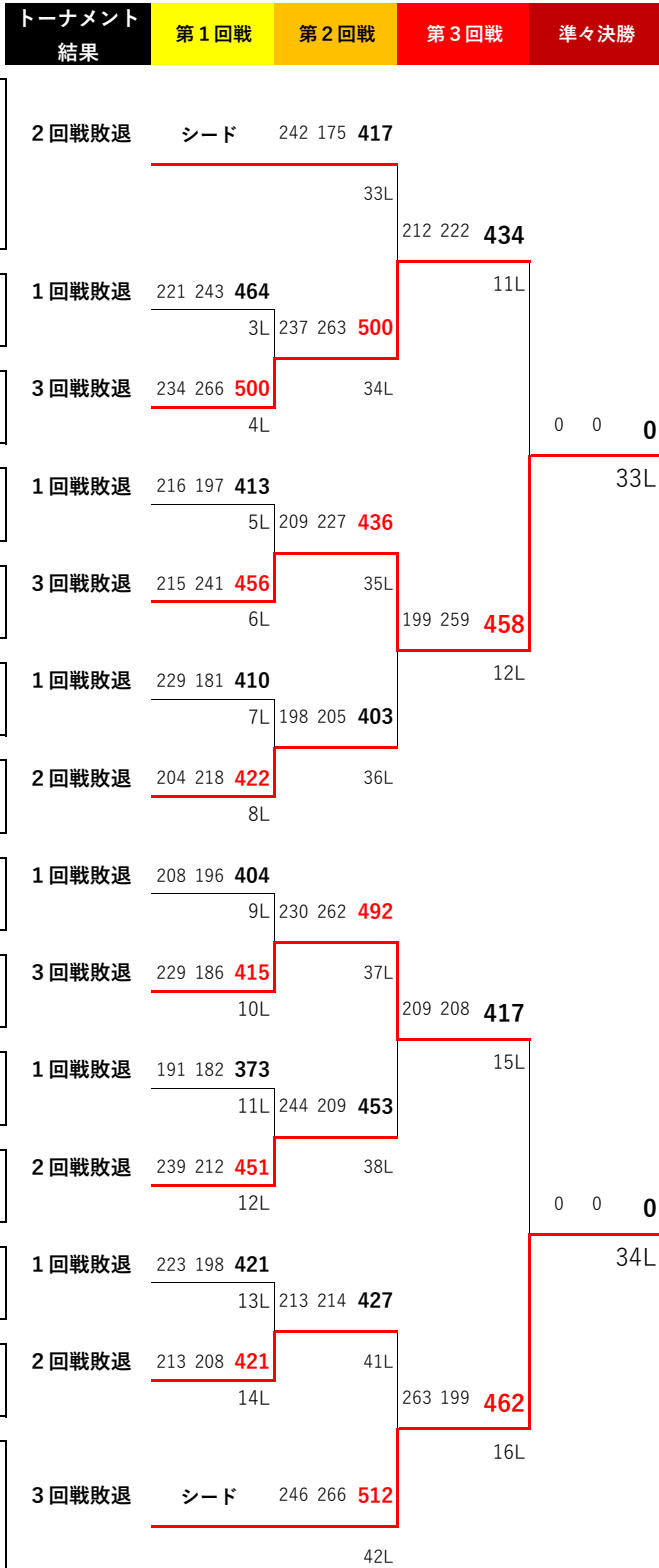 トーナメント
結果
第1回戦 第2回戦 第3回戦 準々決勝
2回戦敗退 シード 242 175 417
33L
212 222 434
11L
1回戦敗退 221 243 464
3L 237 263 500
3回戦敗退 234 266 500 34L
4L
0 0 0
33L
1回戦敗退 216 197 413
5L 209 227 436
3回戦敗退 215 241 456 35L
6L
199 259 458
12L
1回戦敗退 229 181 410
7L 198 205 403
2回戦敗退 204 218 422 36L
8L
1回戦敗退 208 196 404
9L 230 262 492
3回戦敗退 229 186 415 37L
10L
209 208 417
15L
1回戦敗退 191 182 373
11L 244 209 453
2回戦敗退 239 212 451 38L
12L
0 0 0
34L
1回戦敗退 223 198 421
13L 213 214 427
2回戦敗退 213 208 421 41L
14L
263 199 462
16L
3回戦敗退 シード 246 266 512
42L